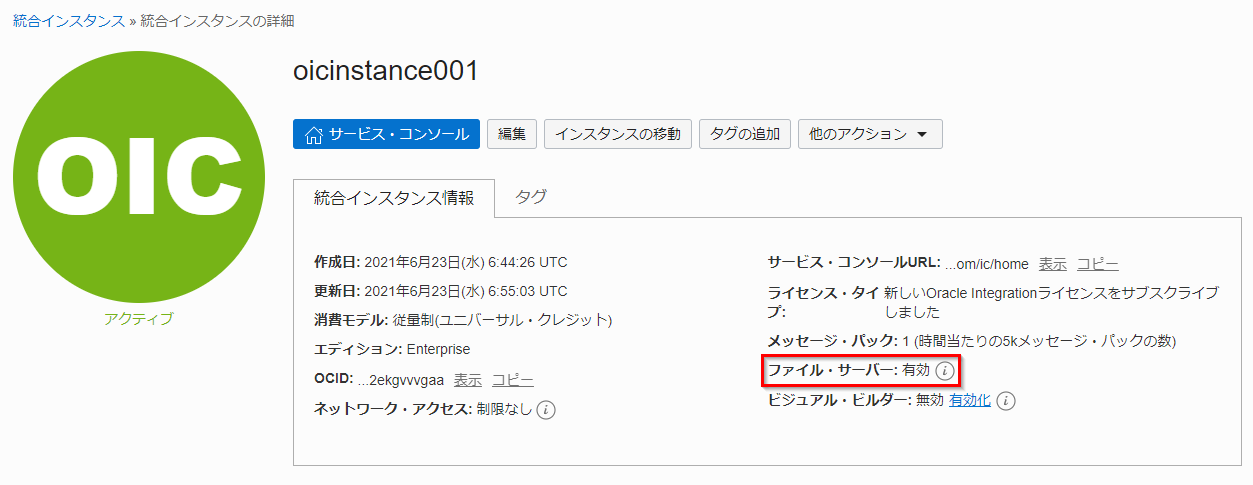 統合インスタンス » 統合インスタンスの詳細
OIC
アクティブ
oicinstance001
サービス・コンソール 編集 インスタンスの移動 タグの追加 他のアクション
統合インスタンス情報 タグ
作成日: 2021年6月23日(水) 6:44:26 UTC
更新日: 2021年6月23日(水) 6:55:03 UTC
消費モデル: 従量制(ユニバーサル・クレジット)
エディション: Enterprise
OCID: ...2ekgvvvgaa 表示 コピー
ネットワーク・アクセス: 制限なし i
サービス・コンソールURL: ...om/ic/home 表示 コピー
ライセンス・タイ 新しいOracle Integrationライセンスをサブスクライブ
プ: しました
メッセージ・パック: 1 (時間当たりの5kメッセージ・パックの数)
ファイル・サーバー: 有効 i
ビジュアル・ビルダー: 無効 有効化 i